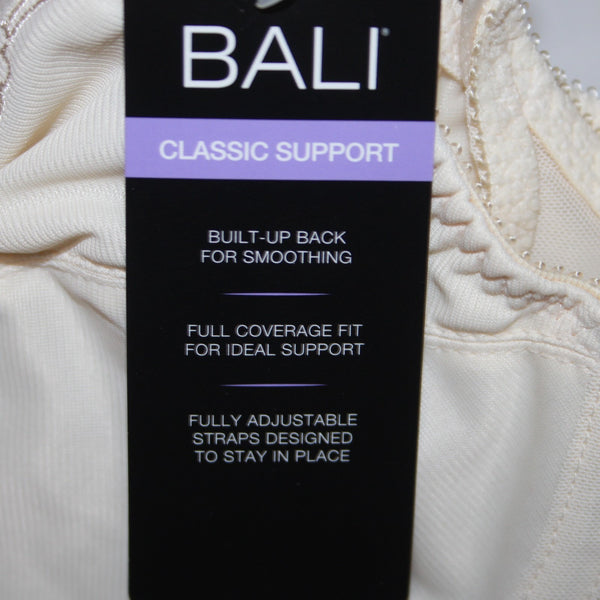 BALI®
CLASSIC SUPPORT
BUILT-UP BACK
FOR SMOOTHING
FULL COVERAGE FIT
FOR IDEAL SUPPORT
FULLY ADJUSTABLE
STRAPS DESIGNED
TO STAY IN PLACE